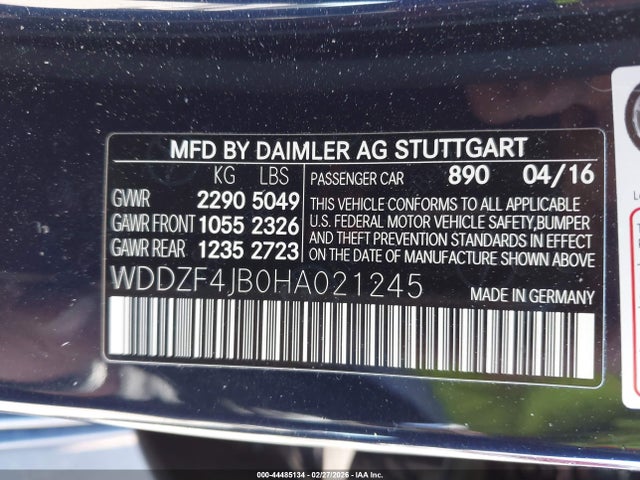 MFD BY DAIMLER AG STUTTGART
KG LBS
GVWR 2290 5049
GAWR FRONT 1055 2326
GAWR REAR 1235 2723
PASSENGER CAR 890 04/16
THIS VEHICLE CONFORMS TO ALL APPLICABLE
U.S. FEDERAL MOTOR VEHICLE SAFETY,BUMPER
AND THEFT PREVENTION STANDARDS IN EFFECT
ON THE DATE OF MANUFACTURE SHOWN ABOVE
WDDZF4JB0HA021245
MADE IN GERMANY
000-44485134 - 02/27/2026 - COPYRIGHT IAA, LLC.